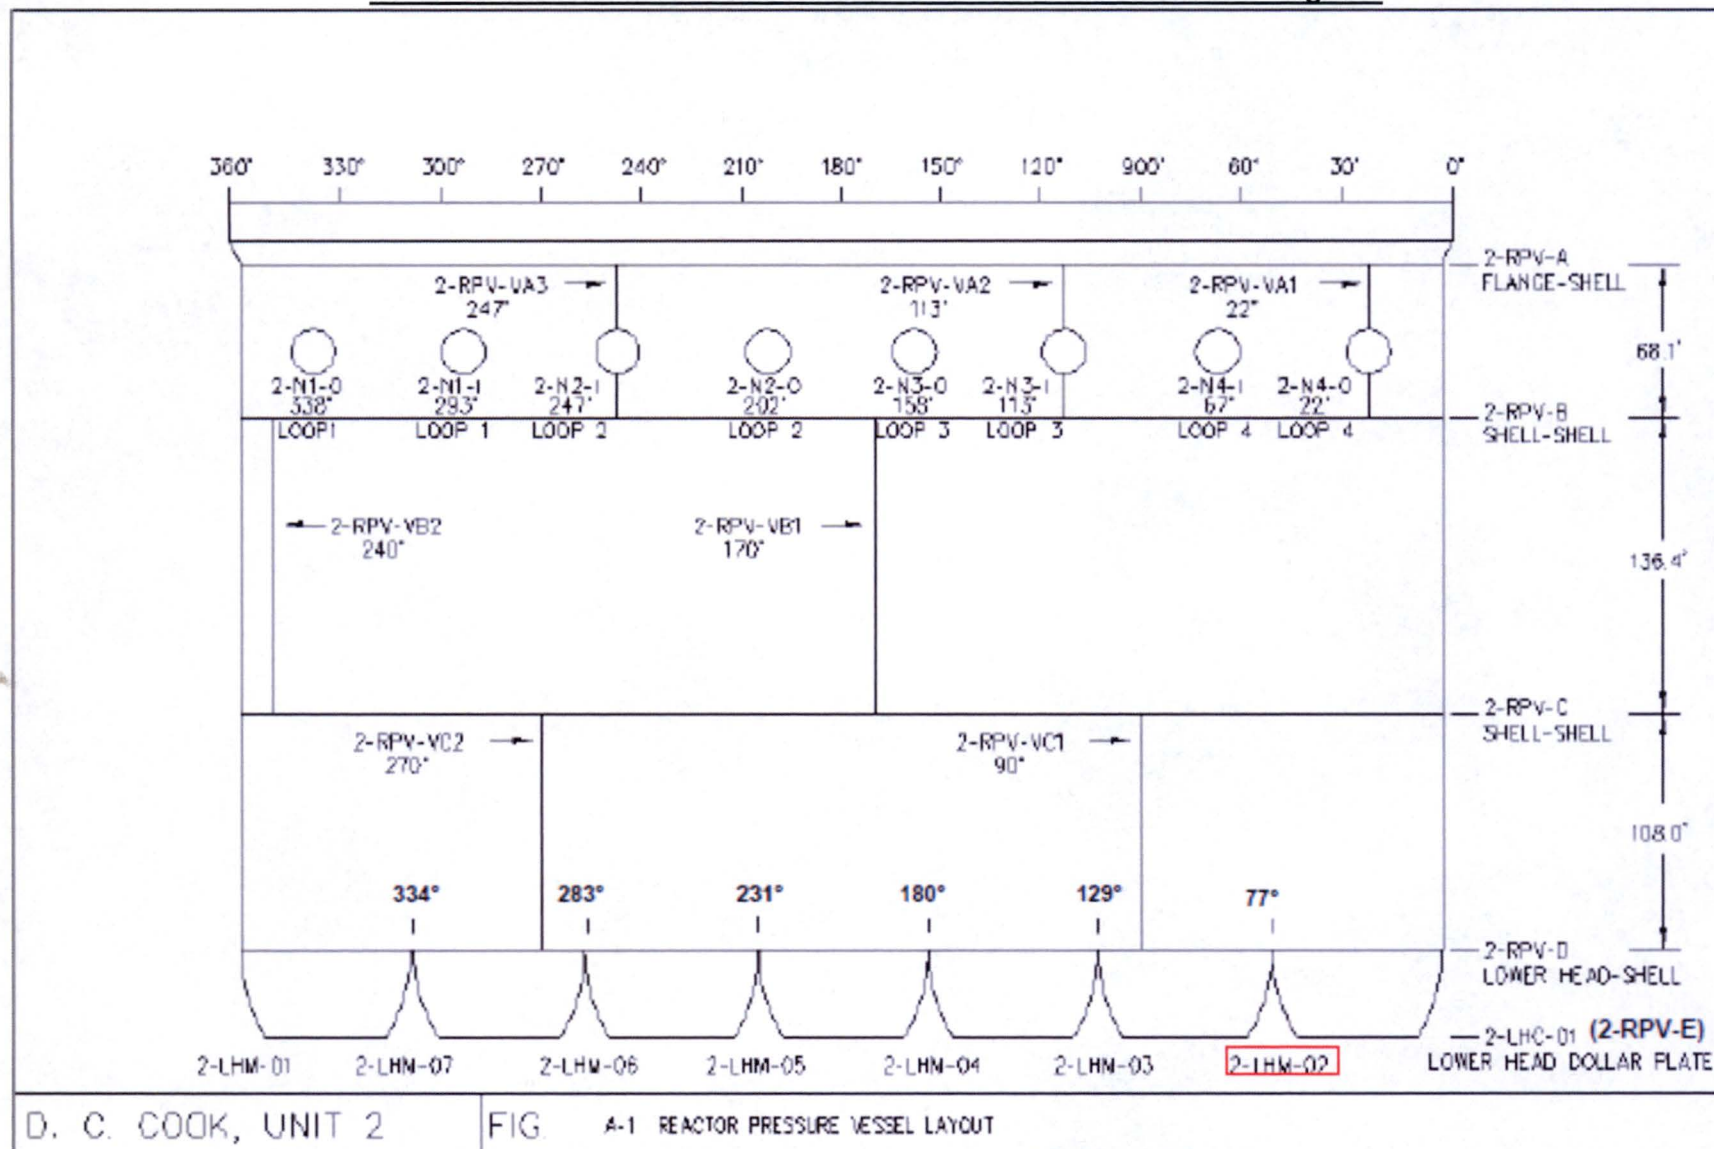 360° 330° 300° 270° 240° 210° 180° 150° 120° 900° 60° 30° 0°
2-RPV-A
FLANGE-SHELL
2-RPV-VA3
247°
2-RPV-VA2
113°
2-RPV-VA1
22°
68.1"
2-N1-O
338°
LOOP1
2-N1-I
293°
LOOP 1
2-N2-I
247°
LOOP 2
2-N2-O
202°
LOOP 2
2-N3-O
158°
LOOP 3
2-N3-I
113°
LOOP 3
2-N4-I
67°
LOOP 4
2-N4-O
22°
LOOP 4
2-RPV-B
SHELL-SHELL
2-RPV-VB2
240°
2-RPV-VB1
170°
136.4"
2-RPV-C
SHELL-SHELL
2-RPV-VC2
270°
2-RPV-VC1
90°
108.0"
334° 283° 231° 180° 129° 77°
2-RPV-D
LOWER HEAD-SHELL
2-LHC-01 (2-RPV-E)
LOWER HEAD DOLLAR PLATE
2-LHM-01 2-LHM-07 2-LHM-06 2-LHM-05 2-LHM-04 2-LHM-03 2-LHM-02
D. C. COOK, UNIT 2 FIG. A-1 REACTOR PRESSURE VESSEL LAYOUT